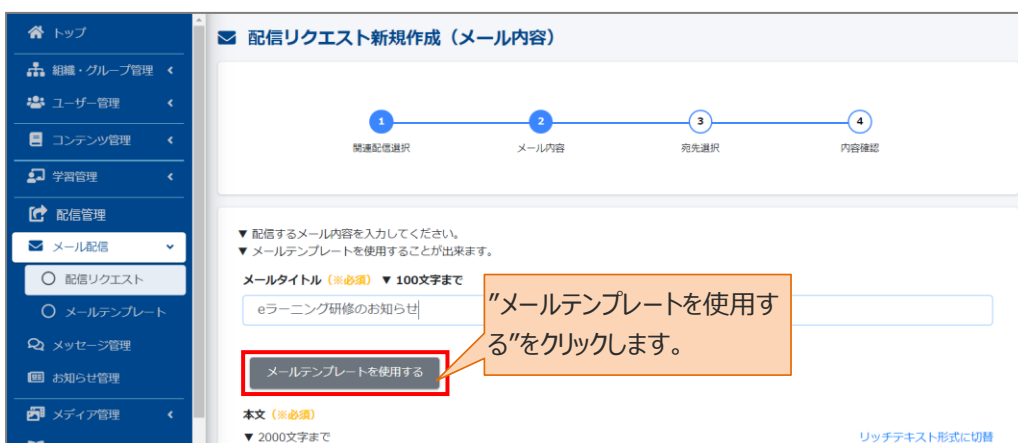 トップ
組織・グループ管理
ユーザー管理
コンテンツ管理
学習管理
配信管理
メール配信
配信リクエスト
メールテンプレート
メッセージ管理
お知らせ管理
メディア管理
配信リクエスト新規作成（メール内容）
1 2 3 4
関連配信選択 メール内容 宛先選択 内容確認
▼ 配信するメール内容を入力してください。
▼ メールテンプレートを使用することが出来ます。
メールタイトル（※必須） ▼ 100文字まで
eラーニング研修のお知らせ
”メールテンプレートを使用す
る”をクリックします。
メールテンプレートを使用する
本文（※必須）
▼ 2000文字まで
リッチテキスト形式に切替